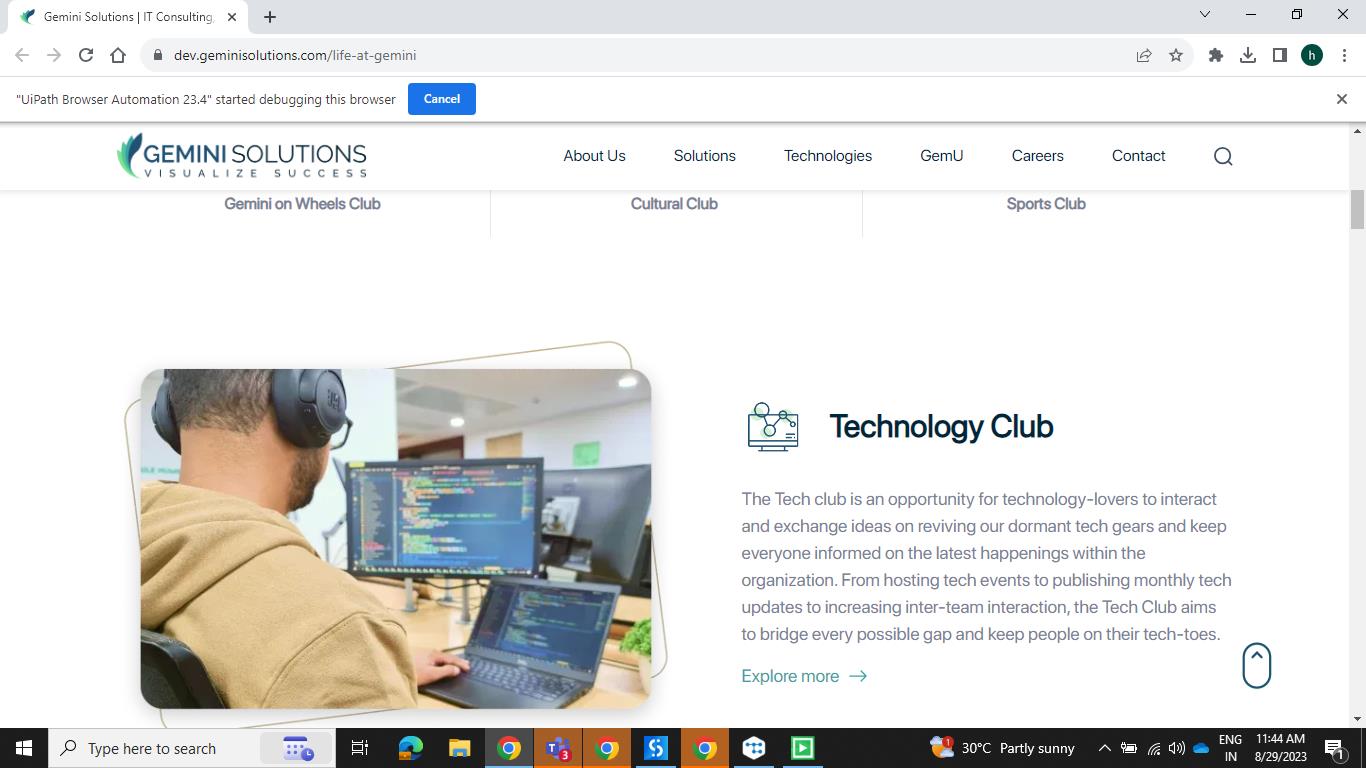 Gemini Solutions | IT Consulting,
dev.geminisolutions.com/life-at-gemini
h
"UiPath Browser Automation 23.4" started debugging this browser
Cancel
GEMINI SOLUTIONS
VISUALIZE SUCCESS
About Us
Solutions
Technologies
GemU
Careers
Contact
Gemini on Wheels Club
Cultural Club
Sports Club
Technology Club
The Tech club is an opportunity for technology-lovers to interact
and exchange ideas on reviving our dormant tech gears and keep
everyone informed on the latest happenings within the
organization. From hosting tech events to publishing monthly tech
updates to increasing inter-team interaction, the Tech Club aims
to bridge every possible gap and keep people on their tech-toes.
Explore more
JBL
Type here to search
3
1
30°C Partly sunny
ENG
IN
11:44 AM
8/29/2023
1